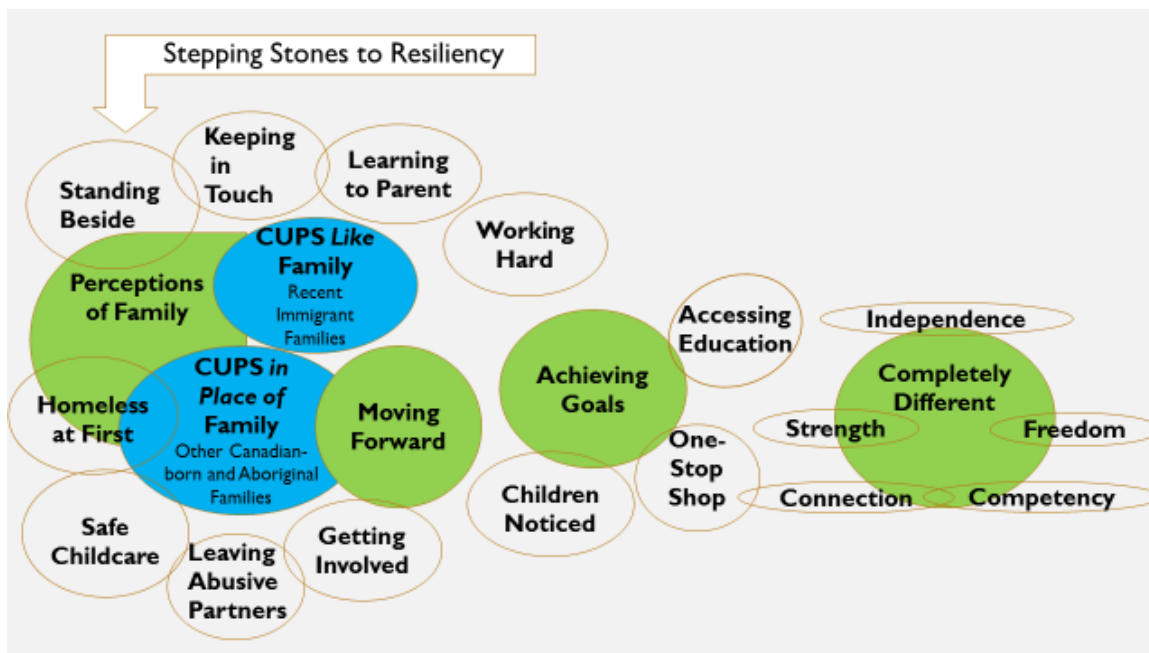 Stepping Stones to Resiliency
Keeping
in
Touch
Learning
to Parent
Standing
Beside
Working
Hard
CUPS Like
Family
Recent
Immigrant
Families
Perceptions
of Family
Accessing
Education
Independence
CUPS in
Place of
Family
Other Canadian-
born and Aboriginal
Families
Homeless
at First
Moving
Forward
Achieving
Goals
Completely
Different
Strength
Freedom
One-
Stop
Shop
Children
Noticed
Connection
Competency
Safe
Childcare
Leaving
Abusive
Partners
Getting
Involved